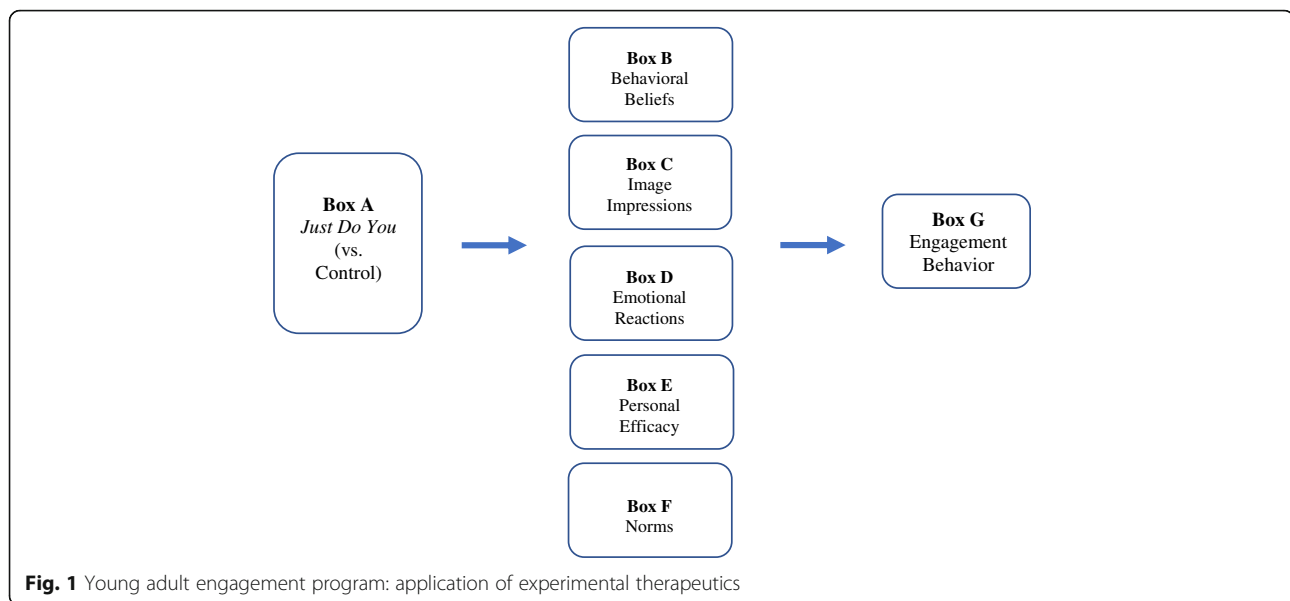 Box A
Just Do You
(vs.
Control)
Box B
Behavioral
Beliefs
Box C
Image
Impressions
Box D
Emotional
Reactions
Box E
Personal
Efficacy
Box F
Norms
Box G
Engagement
Behavior
Fig. 1 Young adult engagement program: application of experimental therapeutics